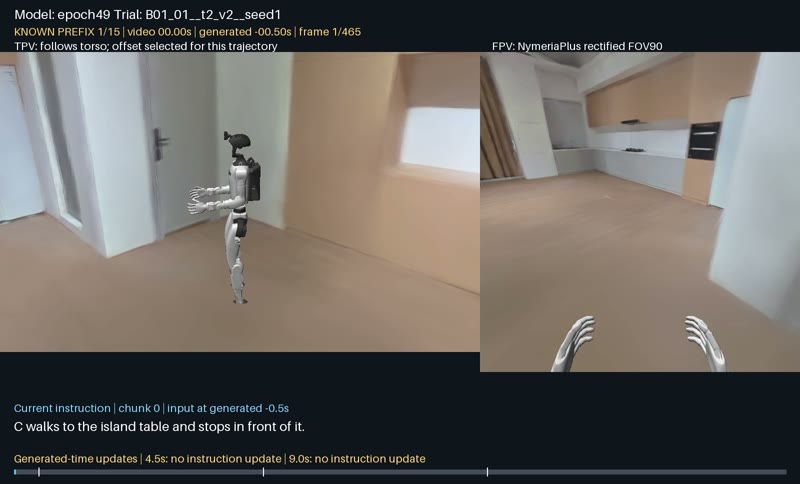 Model: epoch49 Trial: B01_01__t2_v2__seed1
KNOWN PREFIX 1/15 | video 00.00s | generated -00.50s | frame 1/465
TPV: follows torso; offset selected for this trajectory
FPV: NymeriaPlus rectified FOV90
Current instruction | chunk 0 | input at generated -0.5s
C walks to the island table and stops in front of it.
Generated-time updates | 4.5s: no instruction update | 9.0s: no instruction update